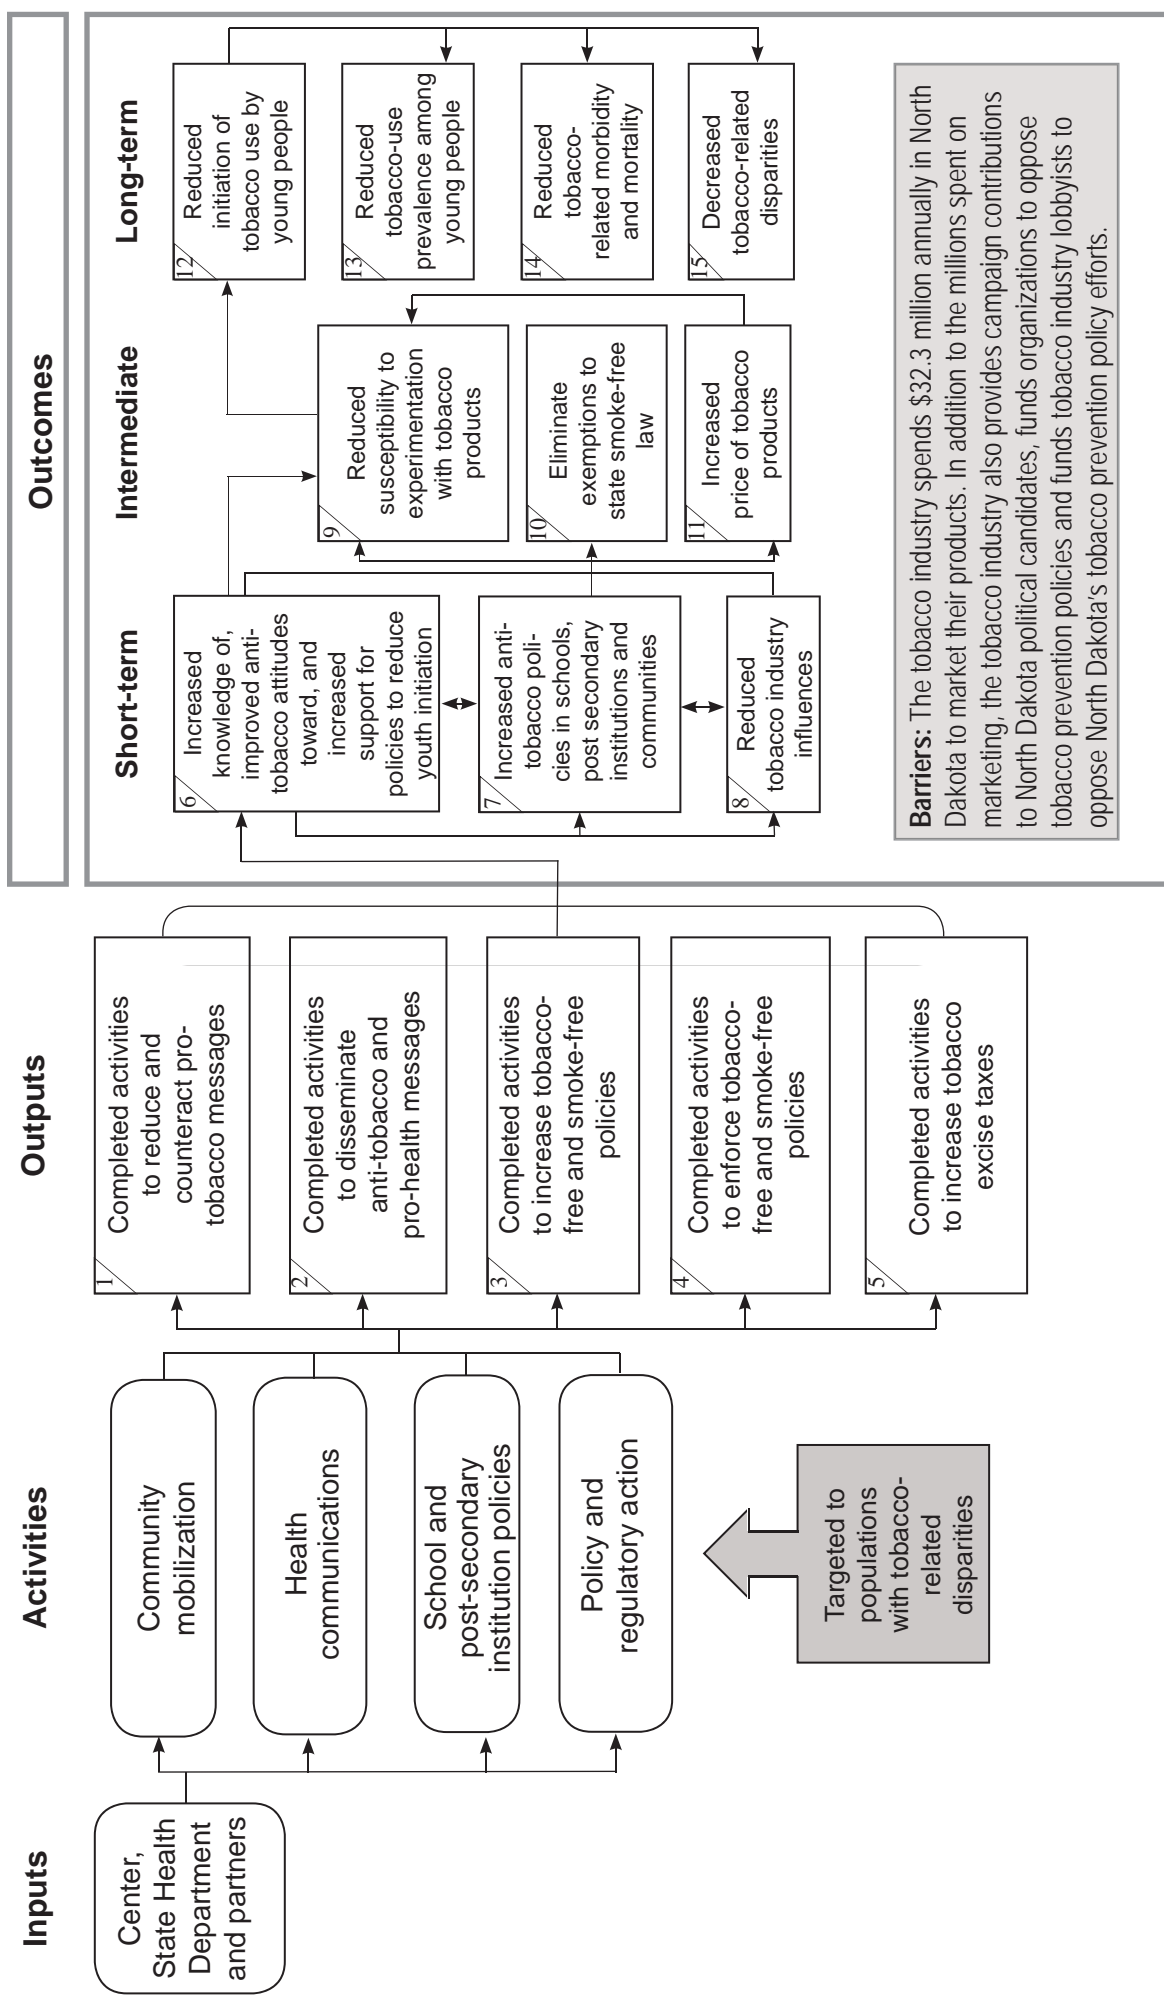 Inputs
Activities
Outputs
Outcomes
Short-term
Intermediate
Long-term
Center,
State Health
Department
and partners
Community
mobilization
Health
communications
School and
post-secondary
institution policies
Policy and
regulatory action
Targeted to
populations
with tobacco-
related
disparities
1
Completed activities
to reduce and
counteract pro-
tobacco messages
2
Completed activities
to disseminate
anti-tobacco and
pro-health messages
3
Completed activities
to increase tobacco-
free and smoke-free
policies
4
Completed activities
to enforce tobacco-
free and smoke-free
policies
5
Completed activities
to increase tobacco
excise taxes
6
Increased
knowledge of,
improved anti-
tobacco attitudes
toward, and
increased
support for
policies to reduce
youth initiation
7
Increased anti-
tobacco poli-
cies in schools,
post secondary
institutions and
communities
8
Reduced
tobacco industry
influences
9
Reduced
susceptibility to
experimentation
with tobacco
products
10
Eliminate
exemptions to
state smoke-free
law
11
Increased
price of tobacco
products
12
Reduced
initiation of
tobacco use by
young people
13
Reduced
tobacco-use
prevalence among
young people
14
Reduced
tobacco-
related morbidity
and mortality
15
Decreased
tobacco-related
disparities
Barriers: The tobacco industry spends $32.3 million annually in North
Dakota to market their products. In addition to the millions spent on
marketing, the tobacco industry also provides campaign contributions
to North Dakota political candidates, funds organizations to oppose
tobacco prevention policies and funds tobacco industry lobbyists to
oppose North Dakota's tobacco prevention policy efforts.